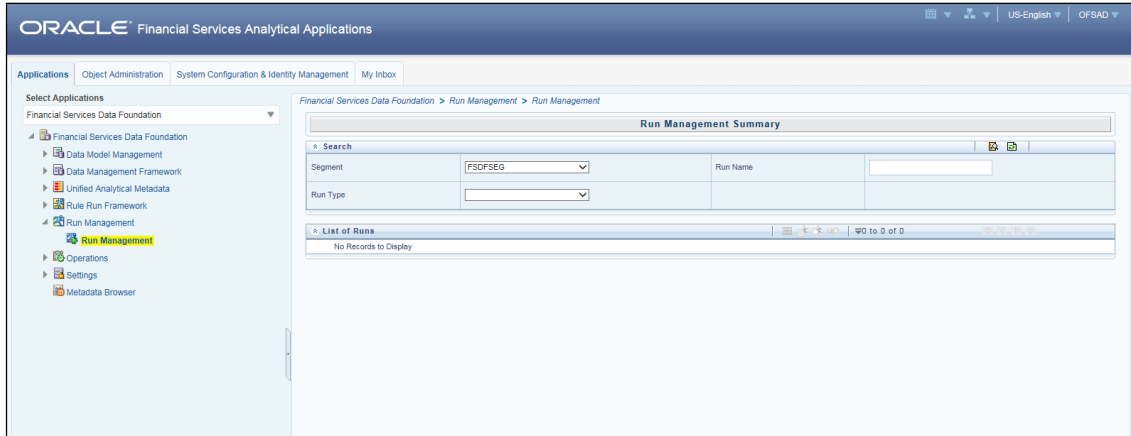 US-English
OFSAD
ORACLE Financial Services Analytical Applications
Applications
Object Administration
System Configuration & Identity Management
My Inbox
Select Applications
Financial Services Data Foundation
Financial Services Data Foundation
Data Model Management
Data Management Framework
Unified Analytical Metadata
Rule Run Framework
Run Management
Run Management
Operations
Settings
Metadata Browser
Financial Services Data Foundation > Run Management > Run Management
Run Management Summary
Search
Segment
FSDFSEG
Run Name
Run Type
List of Runs
0 to 0 of 0
No Records to Display